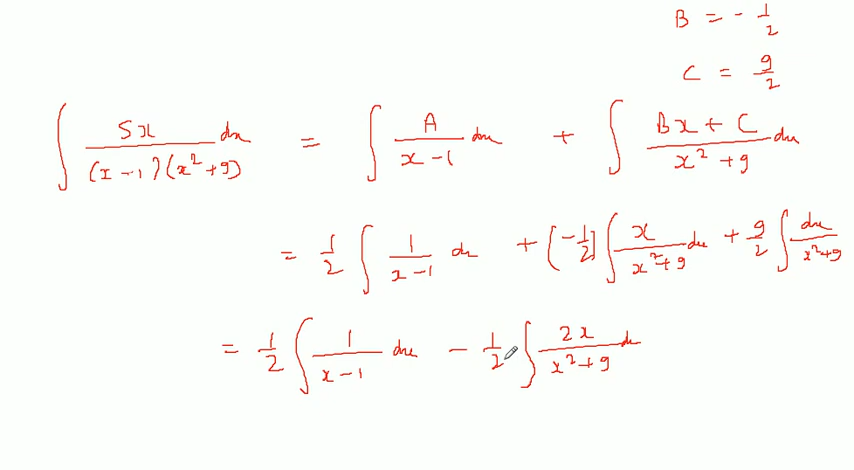 B = - 1/2
C = 9/2
∫ 5x/((x-1)(x²+9)) dx = ∫ A/(x-1) dx + ∫ (Bx+C)/(x²+9) dx
= 1/2 ∫ 1/(x-1) dx + (-1/2) ∫ x/(x²+9) dx + 9/2 ∫ dx/(x²+9)
= 1/2 ∫ 1/(x-1) dx - 1/2 ∫ 2x/(x²+9) dx